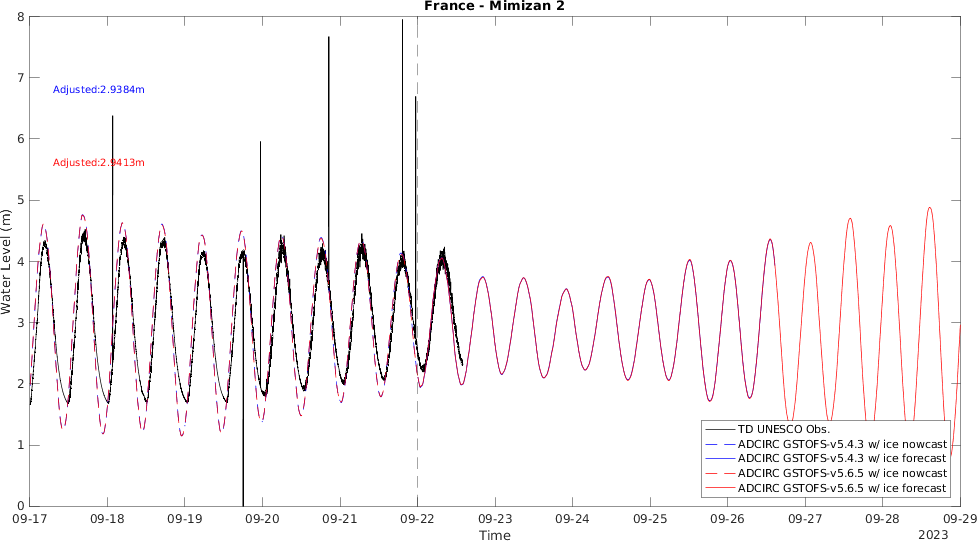 France - Mimizan 2
8
7
6
5
4
3
2
1
0
Water Level (m)
Adjusted:2.9384m
Adjusted:2.9413m
TD UNESCO Obs.
ADCIRC GSTOFS-v5.4.3 w/ ice nowcast
ADCIRC GSTOFS-v5.4.3 w/ ice forecast
ADCIRC GSTOFS-v5.6.5 w/ ice nowcast
ADCIRC GSTOFS-v5.6.5 w/ ice forecast
09-17 09-18 09-19 09-20 09-21 09-22 09-23 09-24 09-25 09-26 09-27 09-28 09-29
Time
2023